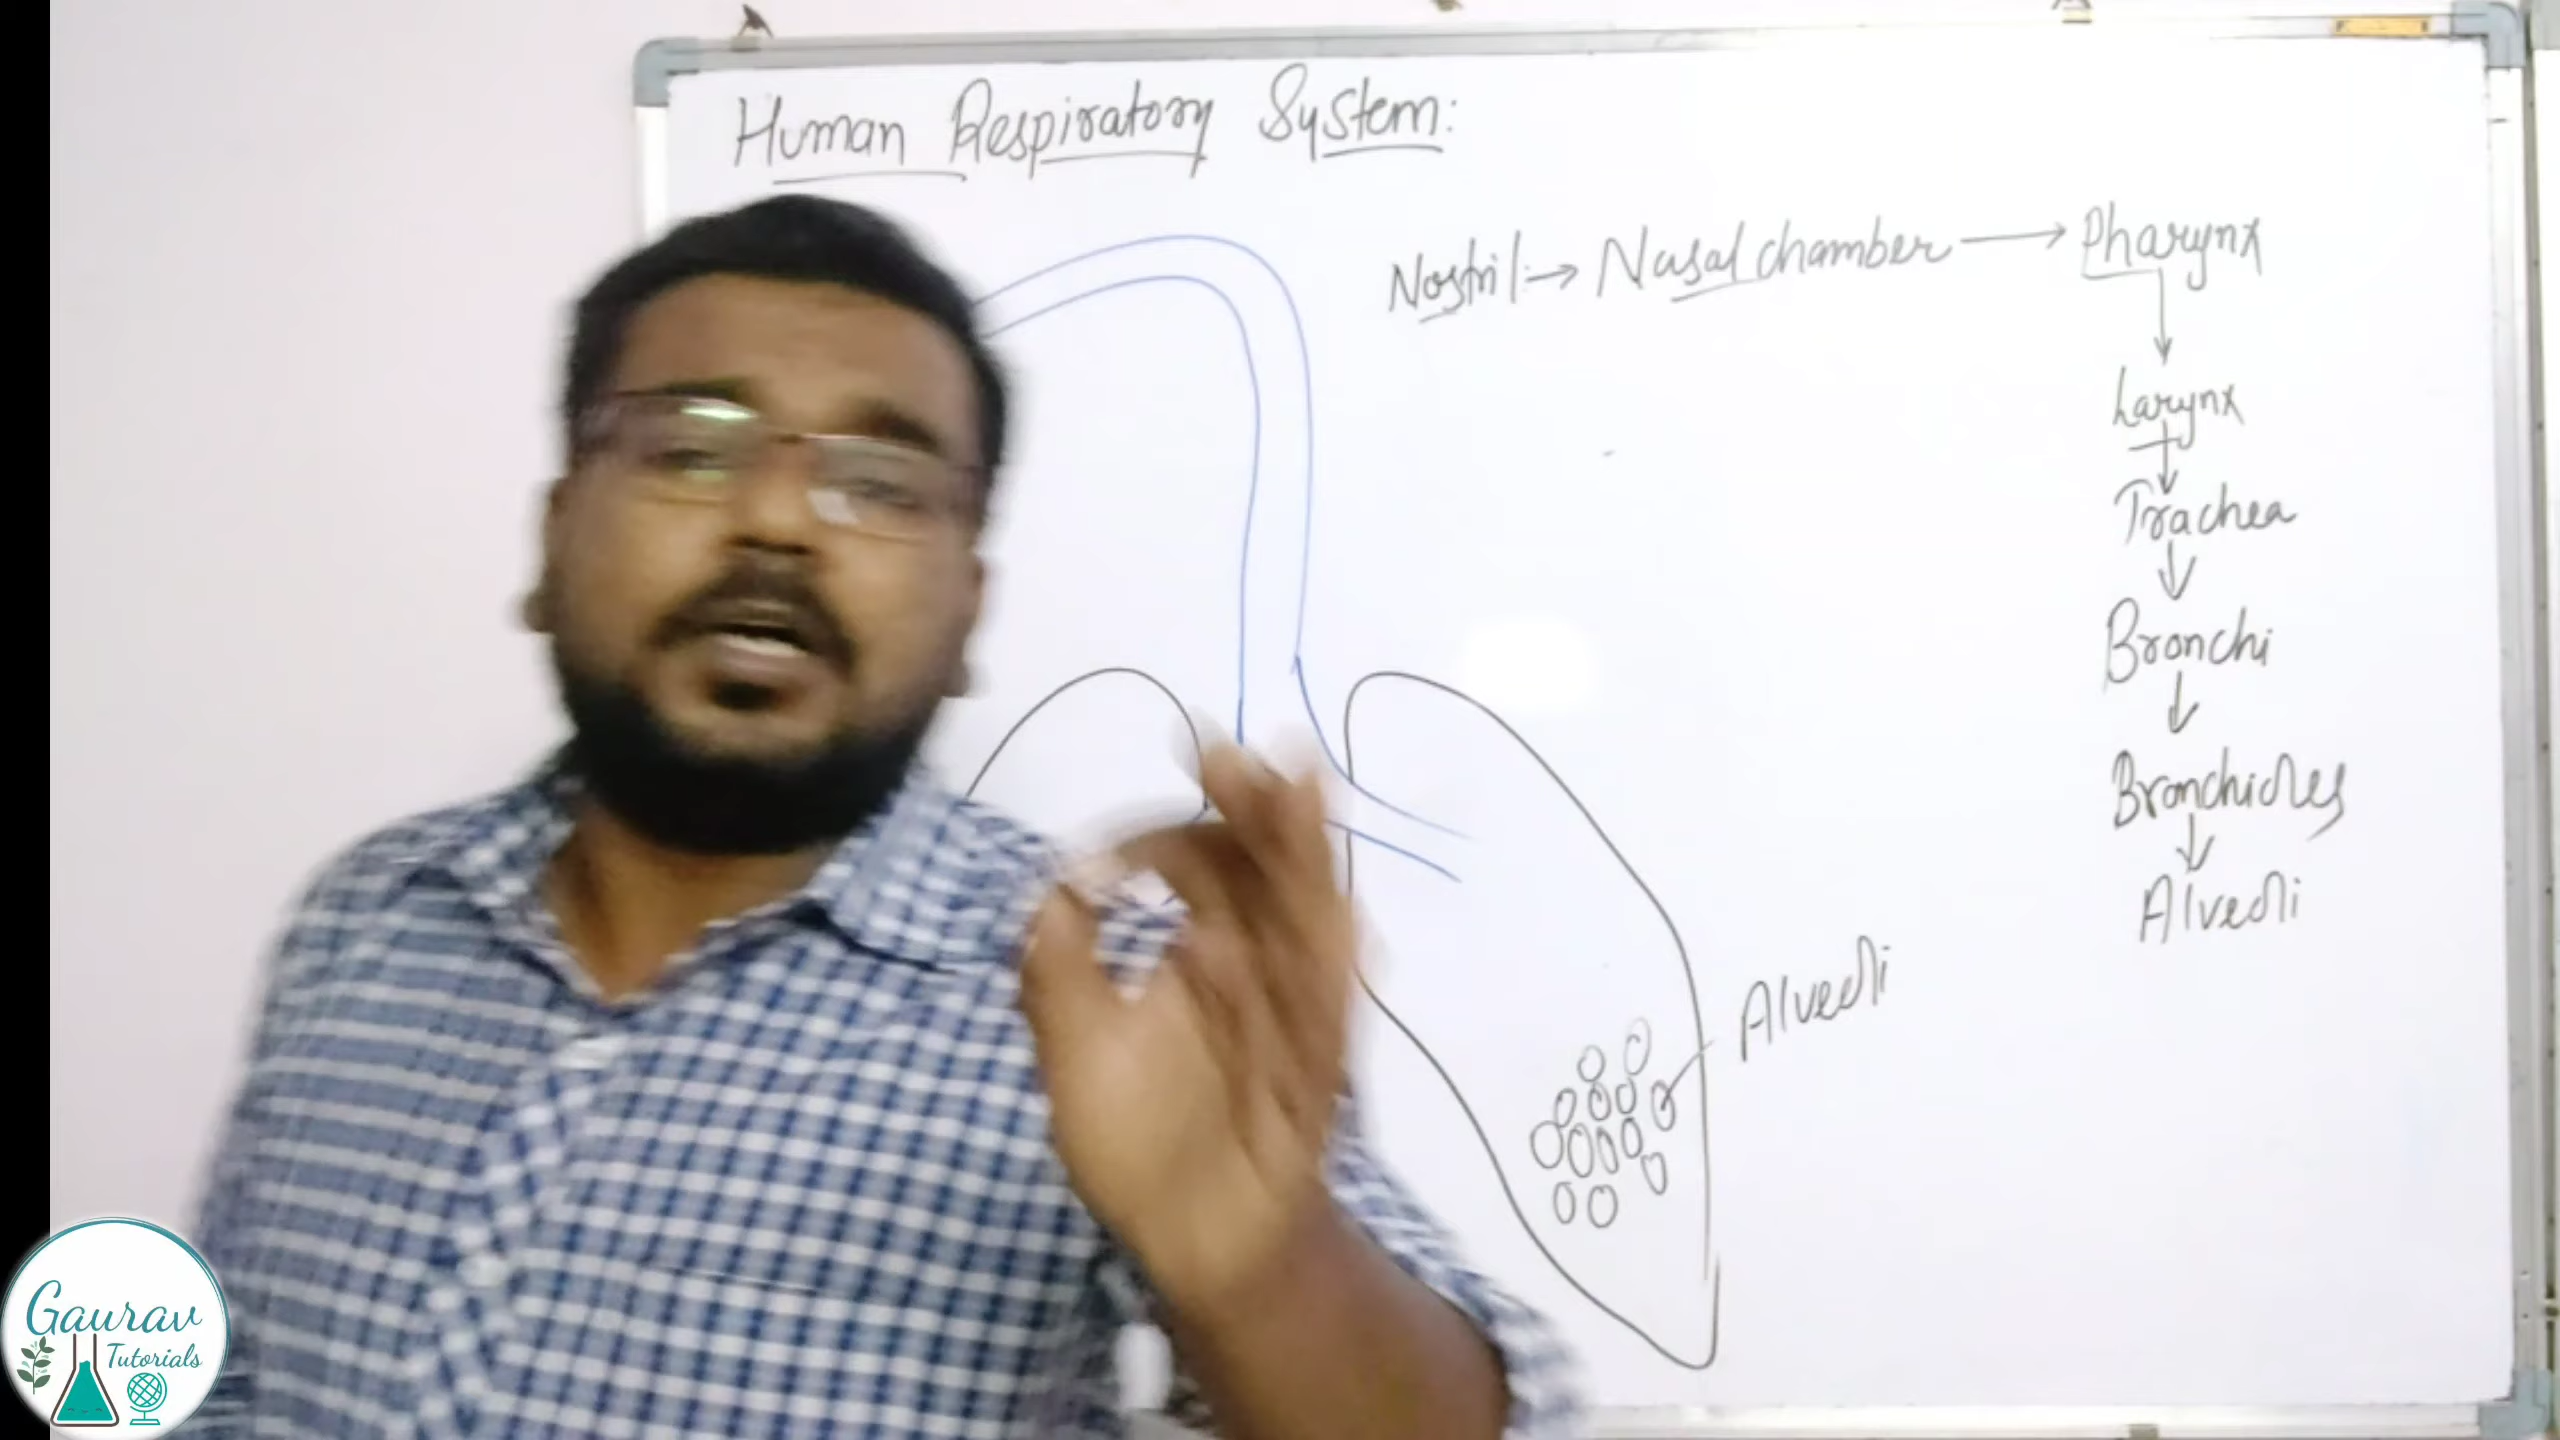 Human Respiratory System:
Nostril:→ Nasal chamber → Pharynx
↓
Larynx
↓
Trachea
↓
Bronchi
↓
Bronchioles
↓
Alveoli
Alveoli
Gaurav
Tutorials